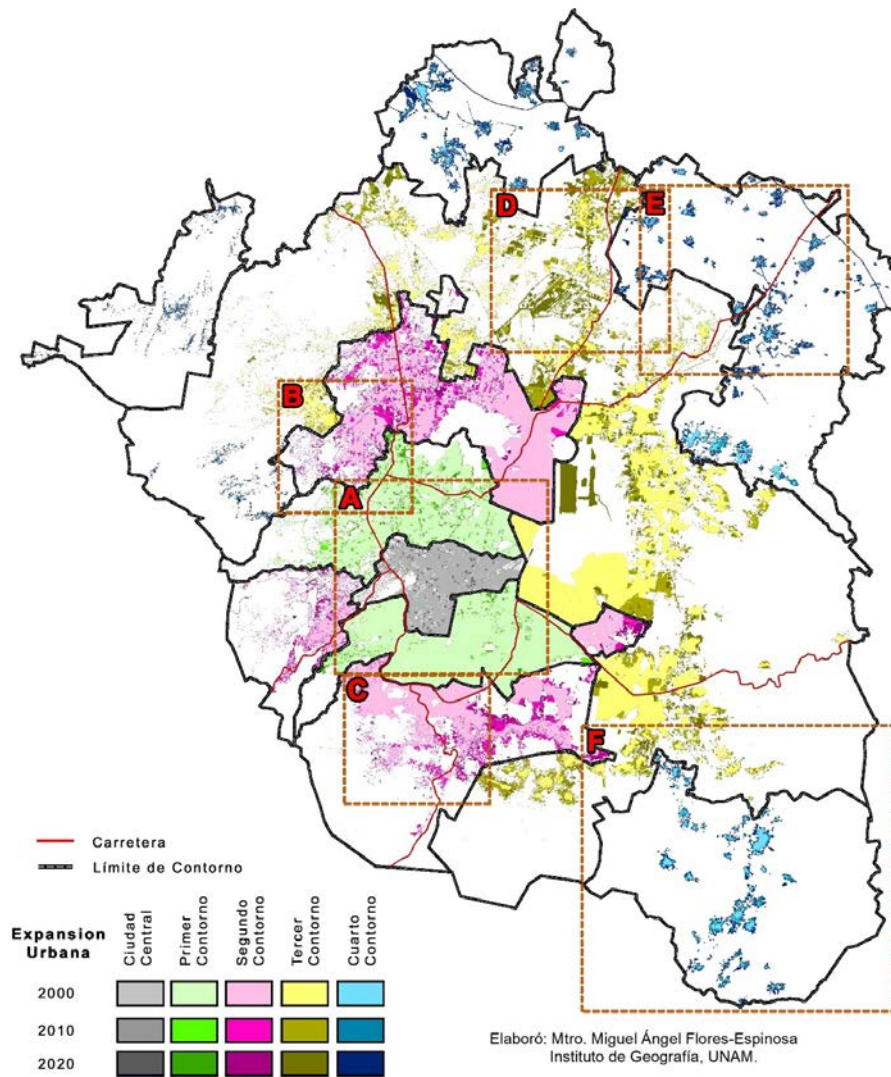 D
E
B
A
C
F
Carretera
Límite de Contorno
Expansion
Urbana
Ciudad
Central
Primer
Contorno
Segundo
Contorno
Tercer
Contorno
Cuarto
Contorno
2000
2010
2020
Elaboró: Mtro. Miguel Ángel Flores-Espinosa
Instituto de Geografía, UNAM.